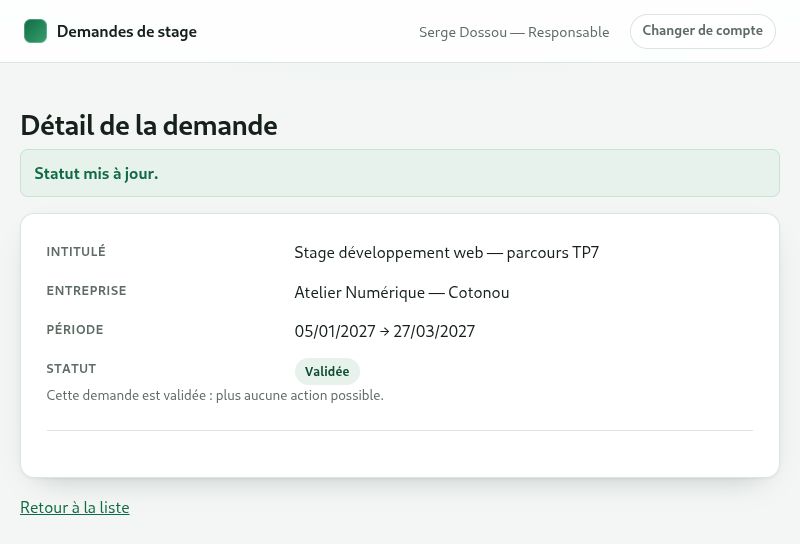 Demandes de stage
Serge Dossou — Responsable
Changer de compte
Détail de la demande
Statut mis à jour.
INTITULÉ
Stage développement web — parcours TP7
ENTREPRISE
Atelier Numérique — Cotonou
PÉRIODE
05/01/2027 → 27/03/2027
STATUT
Validée
Cette demande est validée : plus aucune action possible.
Retour à la liste